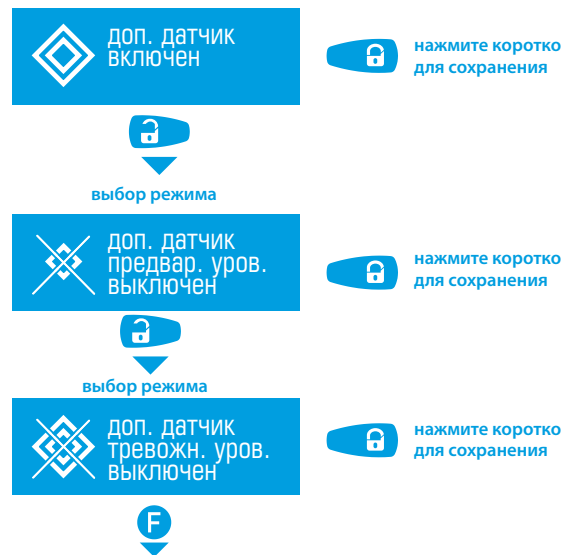 доп. датчик
включен
нажмите коротко
для сохранения
выбор режима
доп. датчик
предвар. уров.
выключен
нажмите коротко
для сохранения
выбор режима
доп. датчик
тревожн. уров.
выключен
нажмите коротко
для сохранения
F